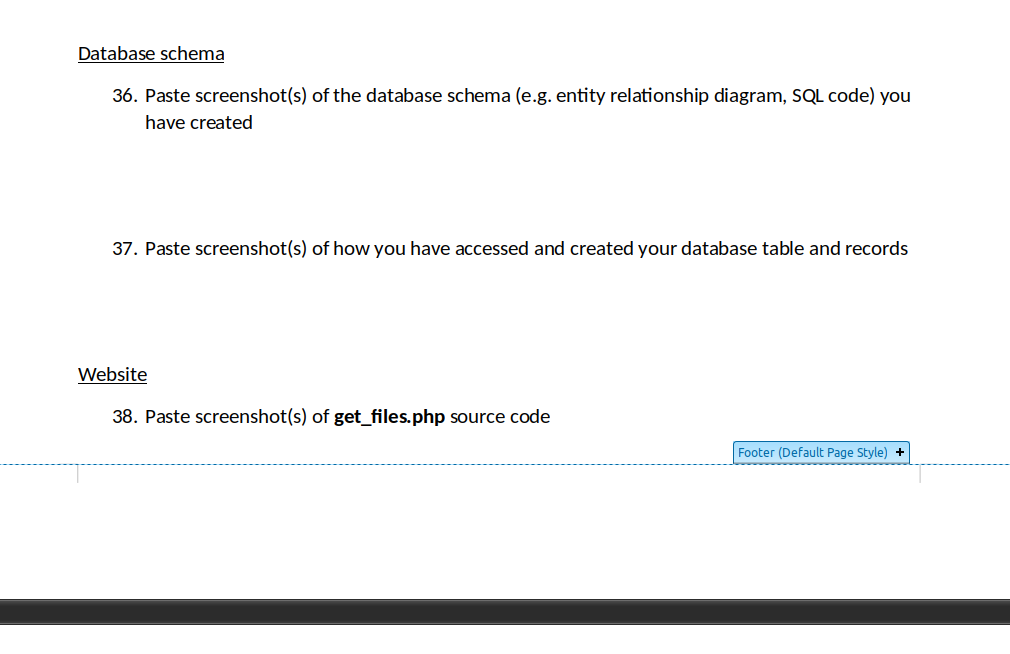 Database schema
36. Paste screenshot(s) of the database schema (e.g. entity relationship diagram, SQL code) you
have created
37. Paste screenshot(s) of how you have accessed and created your database table and records
Website
38. Paste screenshot(s) of get_files.php source code
Footer (Default Page Style) +